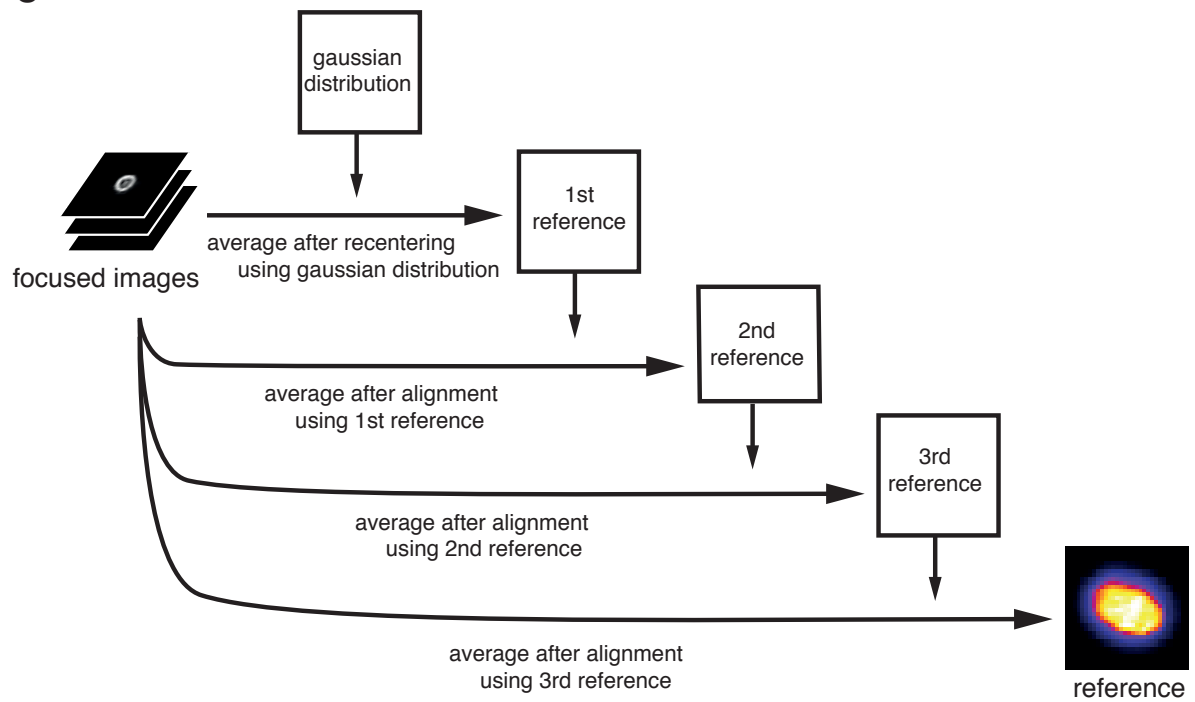 gaussian
distribution
1st
reference
average after recentering
using gaussian distribution
focused images
2nd
reference
average after alignment
using 1st reference
3rd
reference
average after alignment
using 2nd reference
average after alignment
using 3rd reference
reference